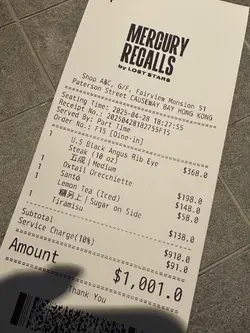 MERCURY
REGALLS
by LOST STARS
Shop A&C, G/F, Fairview Mansion 51
Paterson Street CAUSEWAY BAY HONG KONG
Seating Time: 2025-04-28 18:27:55
Receipt No.: 20250428182755F15
Served By: Part Time
Order No.: F15 [Dine-in]
1 U.S Black Angus Rib Eye $368.0
Steak (10 oz)
五成 | Medium
1 Oxtail Orecchiette $198.0
1 Santé $148.0
1 Lemon Tea (Iced) $58.0
糖另上 | Sugar on Side
1 Tiramisu $138.0
Subtotal $910.0
Service Charge(10%) $91.0
Amount $1,001.0
Thank You